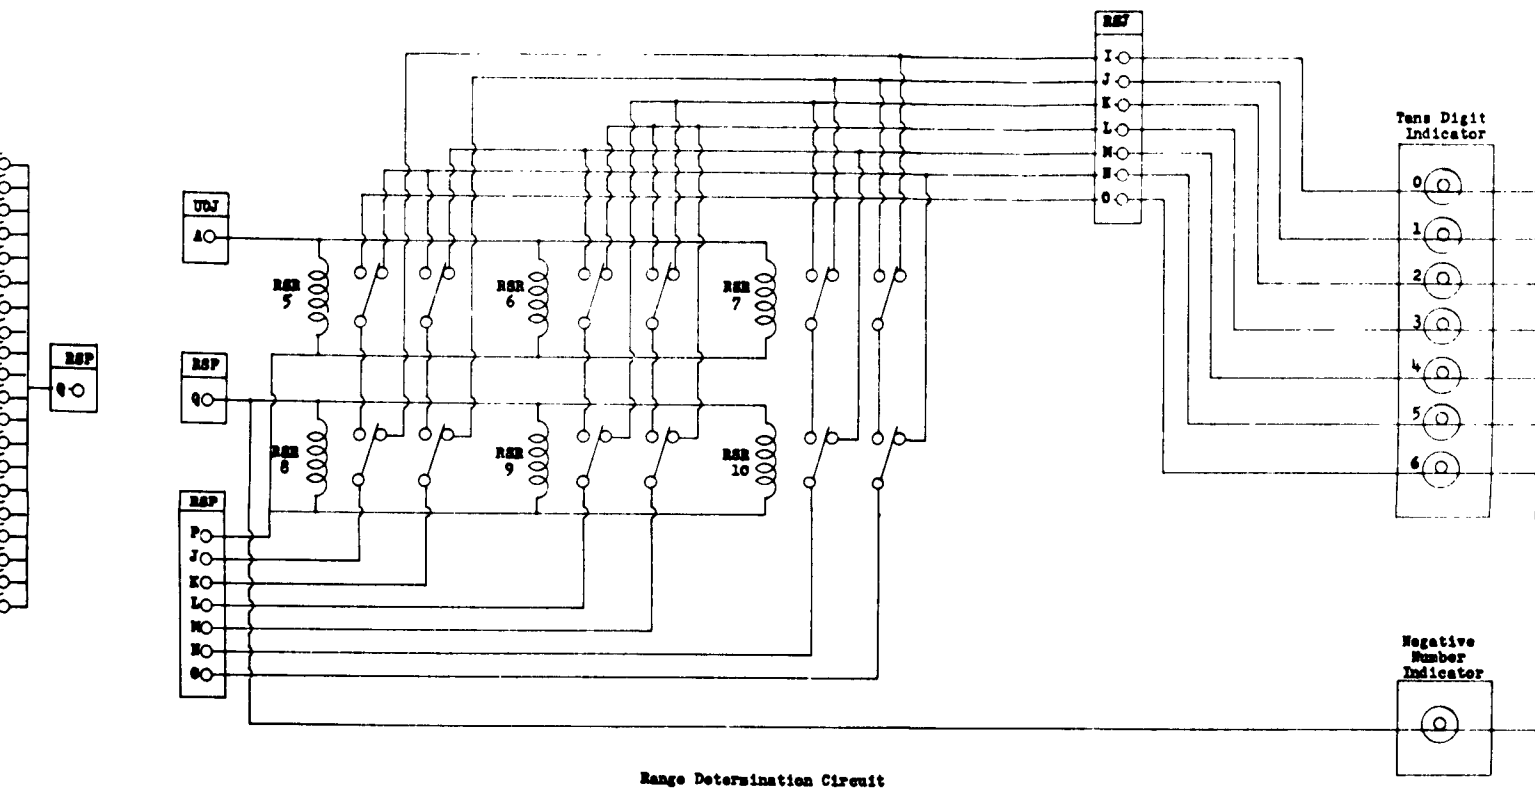 RSJ
I
J
K
L
M
N
O
Tens Digit
Indicator
0
1
2
3
4
5
6
UOJ
A
RSR
5
RSR
6
RSR
7
RSP
Q
RSP
Q
RSR
8
RSR
9
RSR
10
RSP
P
J
K
L
M
N
O
Negative
Number
Indicator
Range Determination Circuit